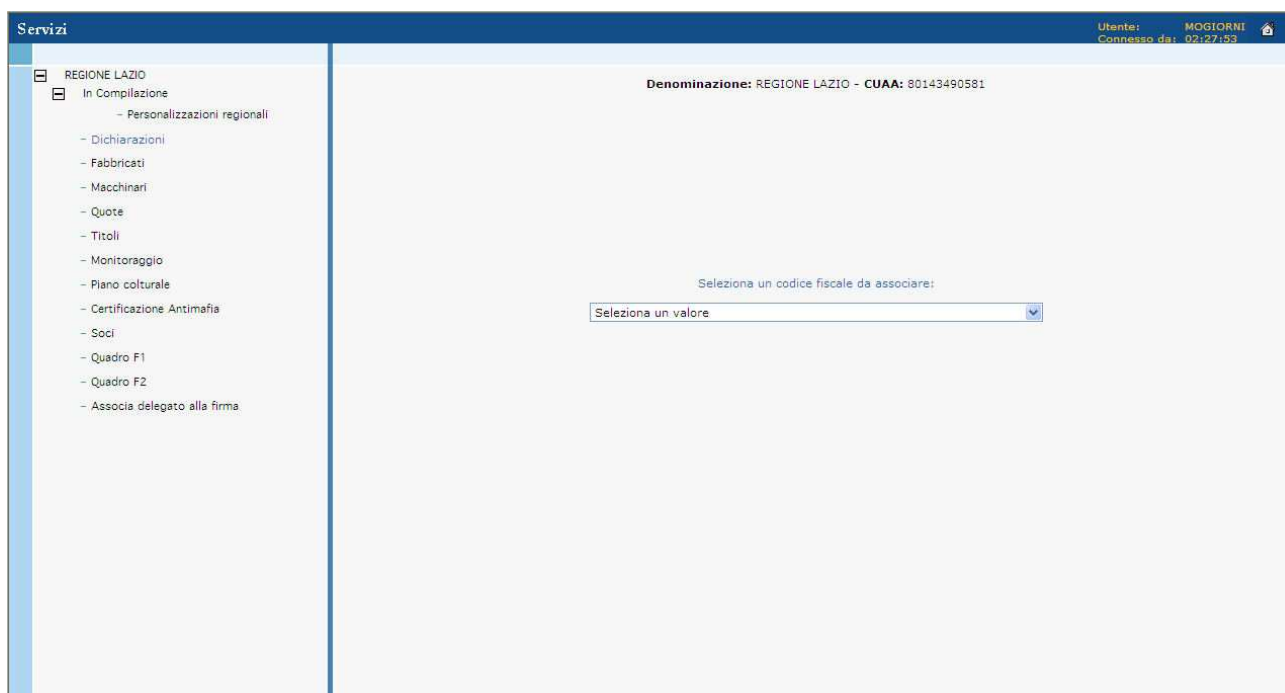 Servizi
Utente: MOGIORNI
Connesso da: 02:27:53
REGIONE LAZIO
In Compilazione
- Personalizzazioni regionali
- Dichiarazioni
- Fabbricati
- Macchinari
- Quote
- Titoli
- Monitoraggio
- Piano colturale
- Certificazione Antimafia
- Soci
- Quadro F1
- Quadro F2
- Associa delegato alla firma
Denominazione: REGIONE LAZIO - CUAA: 80143490581
Seleziona un codice fiscale da associare:
Seleziona un valore